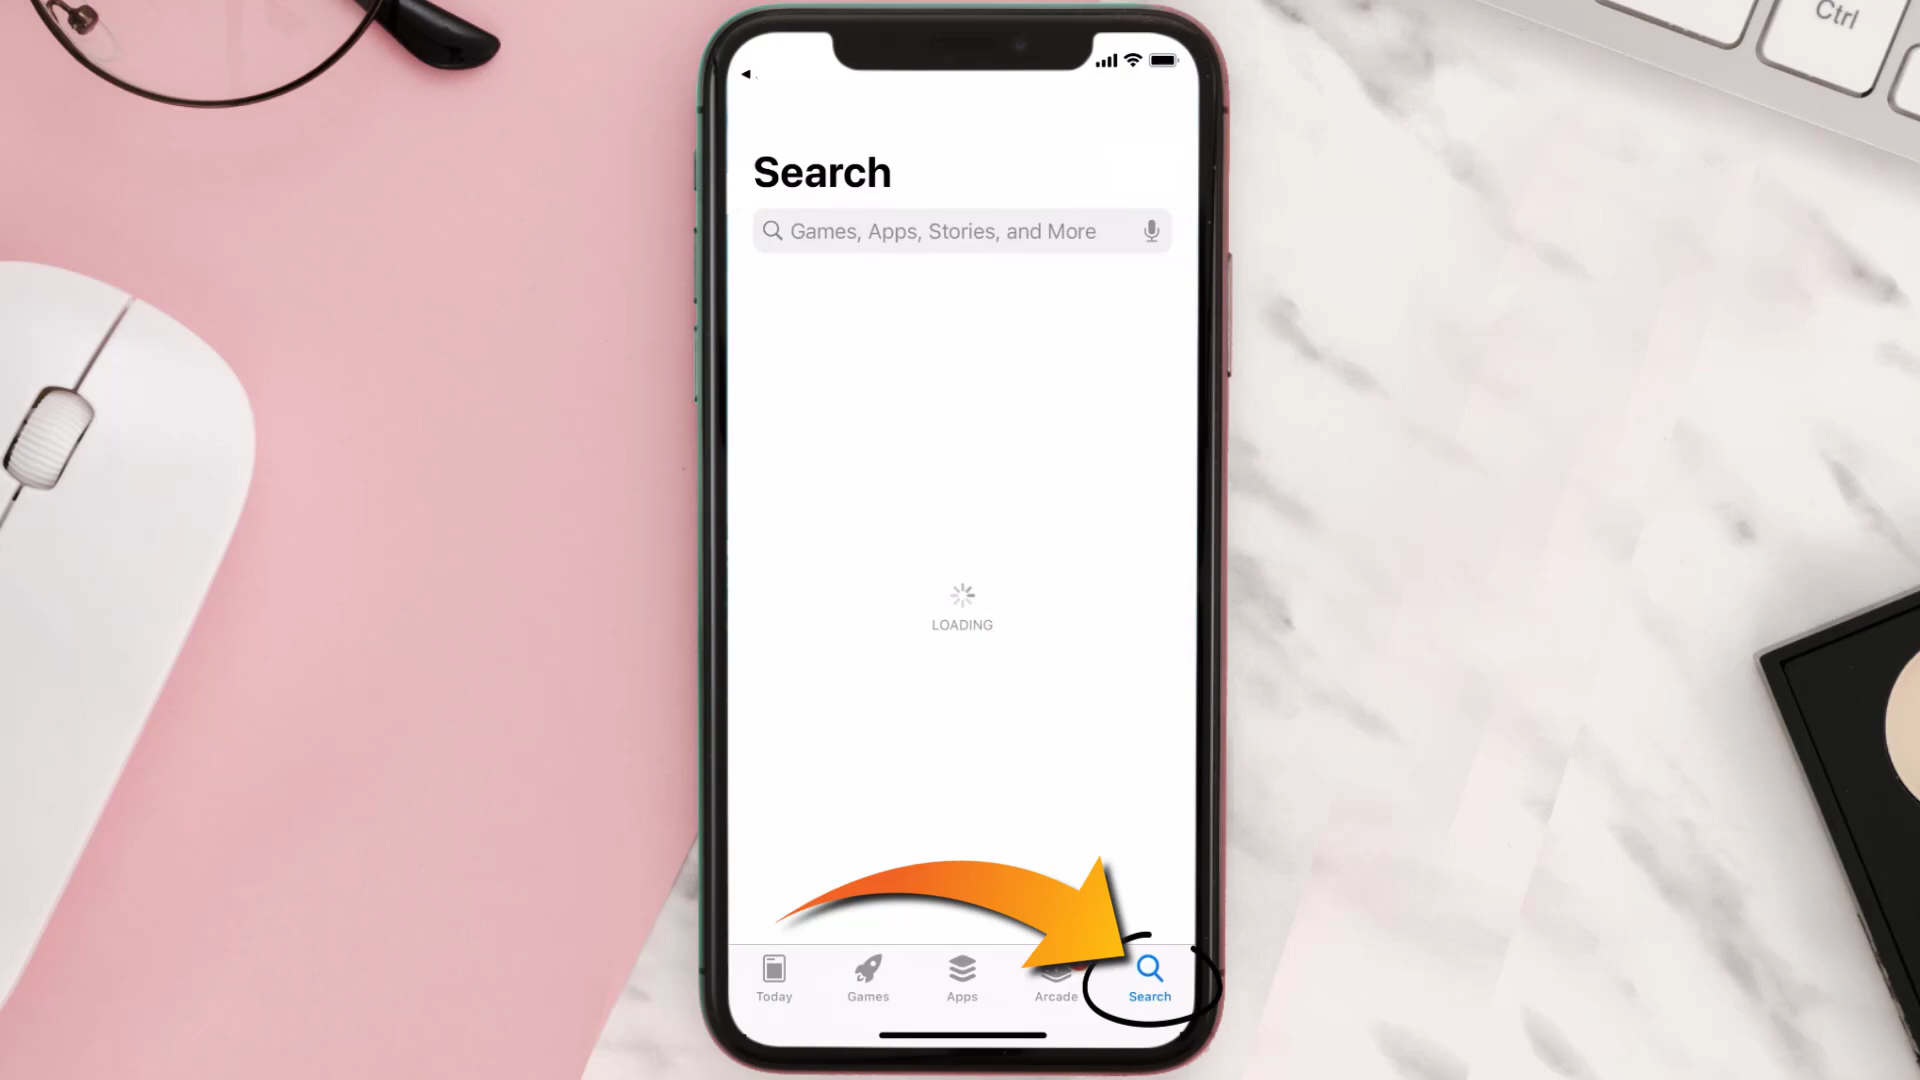 Ctrl
Search
Games, Apps, Stories, and More
LOADING
Today
Games
Apps
Arcade
Search